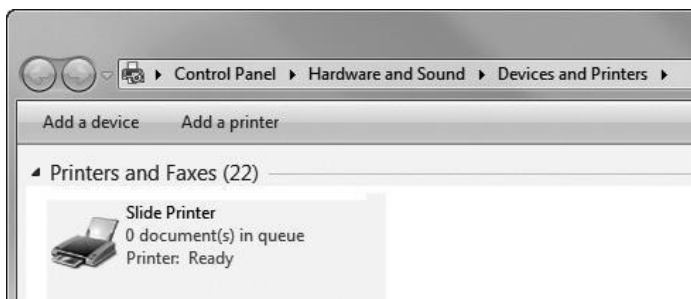 Control Panel ▸ Hardware and Sound ▸ Devices and Printers ▸
Add a device Add a printer
Printers and Faxes (22)
Slide Printer
0 document(s) in queue
Printer: Ready